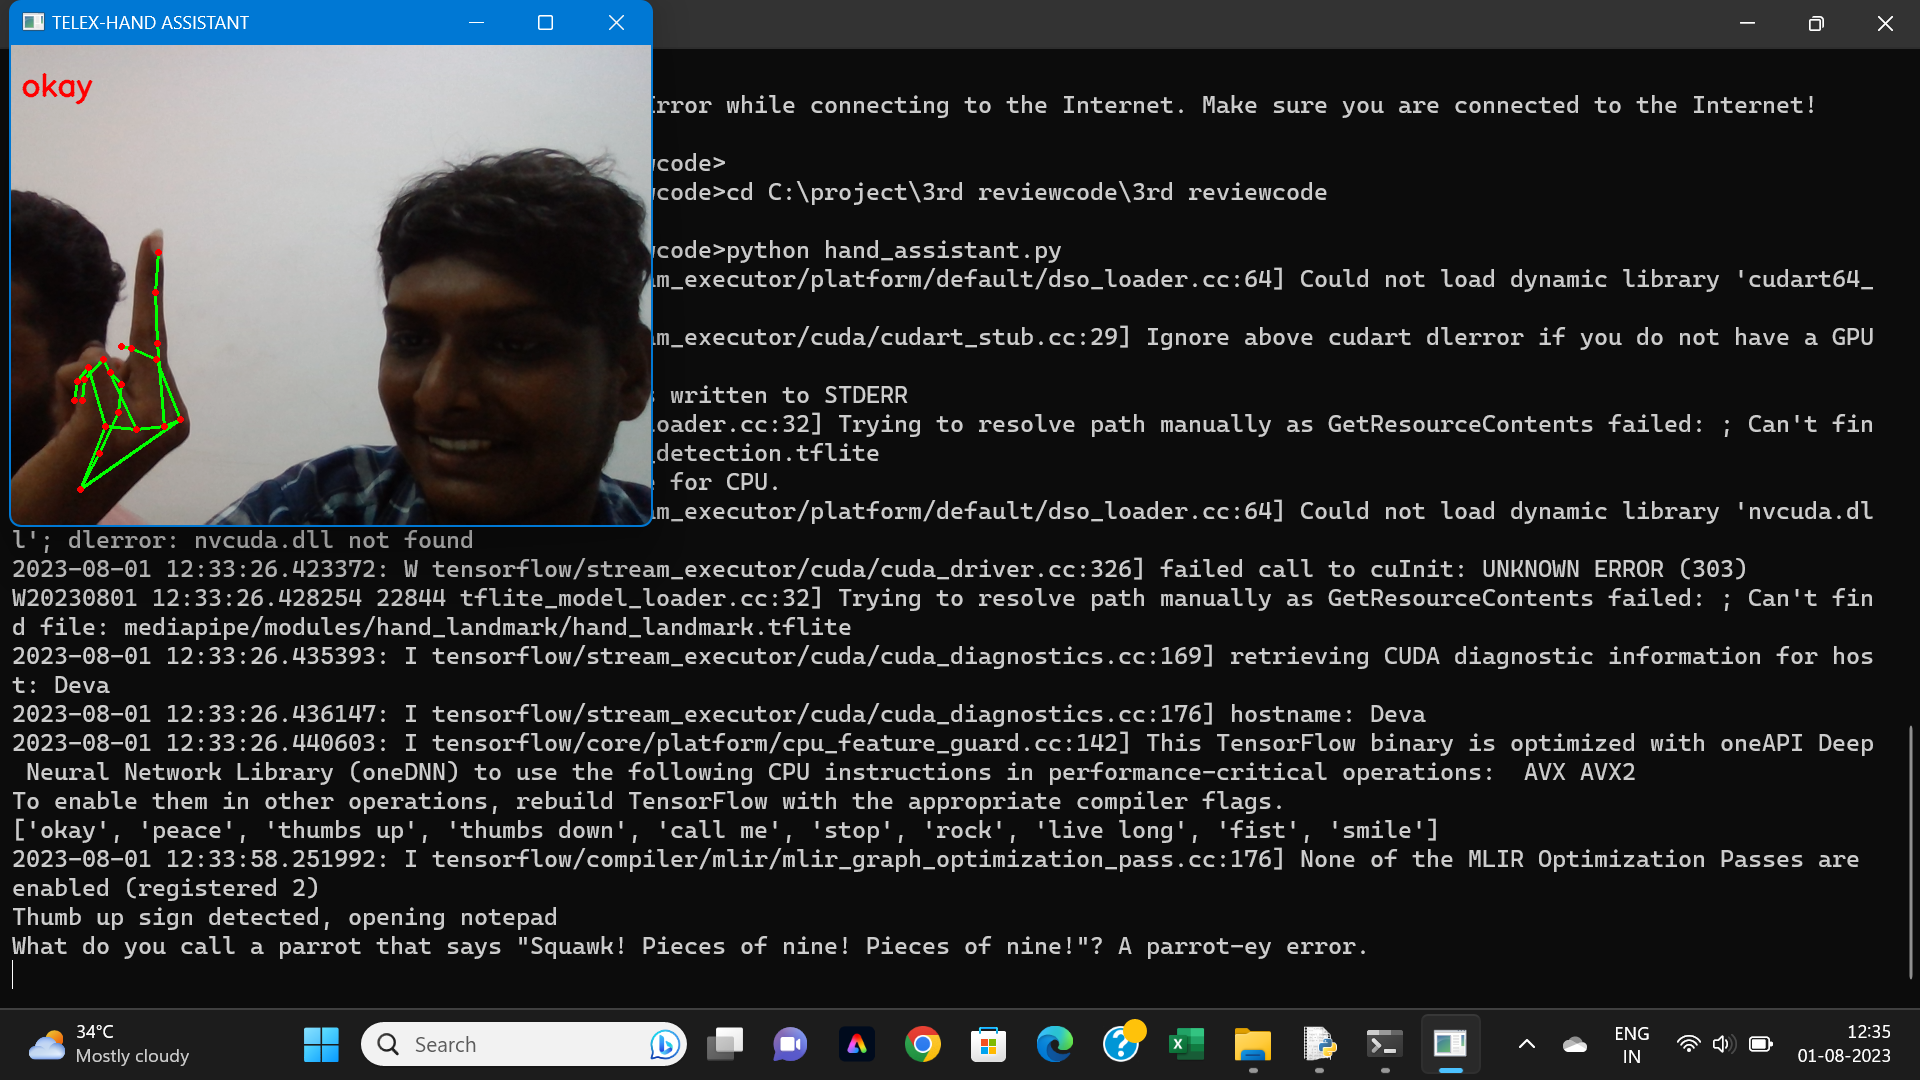 TELEX-HAND ASSISTANT
okay
rror while connecting to the Internet. Make sure you are connected to the Internet!
code>
code>cd C:\project\3rd reviewcode\3rd reviewcode
code>python hand_assistant.py
m_executor/platform/default/dso_loader.cc:64] Could not load dynamic library 'cudart64_
m_executor/cuda/cudart_stub.cc:29] Ignore above cudart dlerror if you do not have a GPU
written to STDERR
oader.cc:32] Trying to resolve path manually as GetResourceContents failed: ; Can't fin
_detection.tflite
for CPU.
m_executor/platform/default/dso_loader.cc:64] Could not load dynamic library 'nvcuda.dl
l'; dlerror: nvcuda.dll not found
2023-08-01 12:33:26.423372: W tensorflow/stream_executor/cuda/cuda_driver.cc:326] failed call to cuInit: UNKNOWN ERROR (303)
W20230801 12:33:26.428254 22844 tflite_model_loader.cc:32] Trying to resolve path manually as GetResourceContents failed: ; Can't fin
d file: mediapipe/modules/hand_landmark/hand_landmark.tflite
2023-08-01 12:33:26.435393: I tensorflow/stream_executor/cuda/cuda_diagnostics.cc:169] retrieving CUDA diagnostic information for hos
t: Deva
2023-08-01 12:33:26.436147: I tensorflow/stream_executor/cuda/cuda_diagnostics.cc:176] hostname: Deva
2023-08-01 12:33:26.440603: I tensorflow/core/platform/cpu_feature_guard.cc:142] This TensorFlow binary is optimized with oneAPI Deep
Neural Network Library (oneDNN) to use the following CPU instructions in performance-critical operations:  AVX AVX2
To enable them in other operations, rebuild TensorFlow with the appropriate compiler flags.
['okay', 'peace', 'thumbs up', 'thumbs down', 'call me', 'stop', 'rock', 'live long', 'fist', 'smile']
2023-08-01 12:33:58.251992: I tensorflow/compiler/mlir/mlir_graph_optimization_pass.cc:176] None of the MLIR Optimization Passes are
enabled (registered 2)
Thumb up sign detected, opening notepad
What do you call a parrot that says "Squawk! Pieces of nine! Pieces of nine!"? A parrot-ey error.
34°C
Mostly cloudy
Search
ENG
IN
12:35
01-08-2023